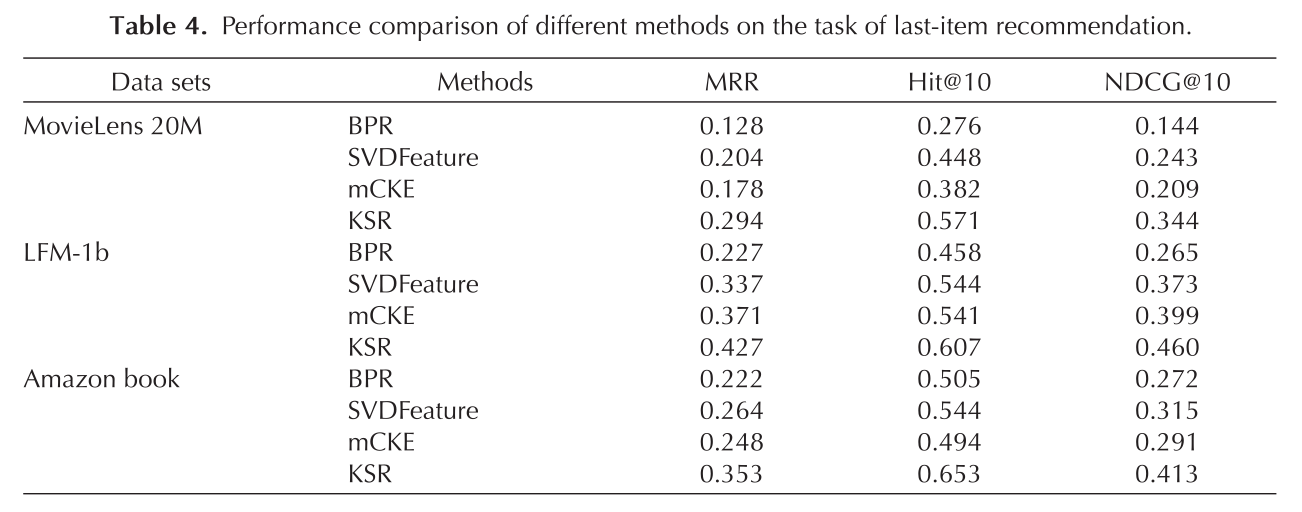 Table 4. Performance comparison of different methods on the task of last-item recommendation.
Data sets Methods MRR Hit@10 NDCG@10
MovieLens 20M BPR 0.128 0.276 0.144
SVDFeature 0.204 0.448 0.243
mCKE 0.178 0.382 0.209
KSR 0.294 0.571 0.344
LFM-1b BPR 0.227 0.458 0.265
SVDFeature 0.337 0.544 0.373
mCKE 0.371 0.541 0.399
KSR 0.427 0.607 0.460
Amazon book BPR 0.222 0.505 0.272
SVDFeature 0.264 0.544 0.315
mCKE 0.248 0.494 0.291
KSR 0.353 0.653 0.413